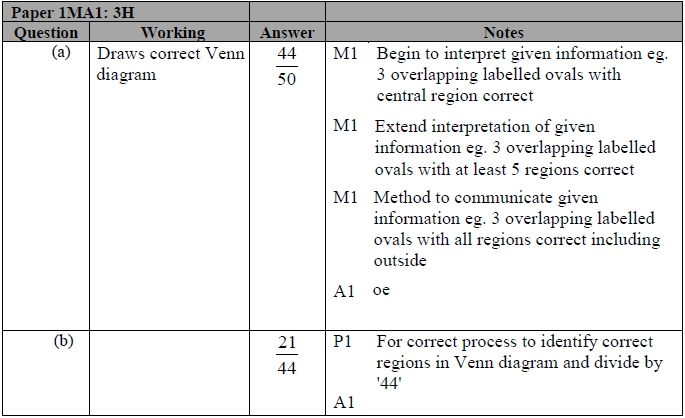 Paper 1MA1: 3H
Question Working Answer Notes
(a) Draws correct Venn diagram 44/50 M1 Begin to interpret given information eg.
3 overlapping labelled ovals with
central region correct
M1 Extend interpretation of given
information eg. 3 overlapping labelled
ovals with at least 5 regions correct
M1 Method to communicate given
information eg. 3 overlapping labelled
ovals with all regions correct including
outside
A1 oe
(b) 21/44 P1 For correct process to identify correct
regions in Venn diagram and divide by
'44'
A1